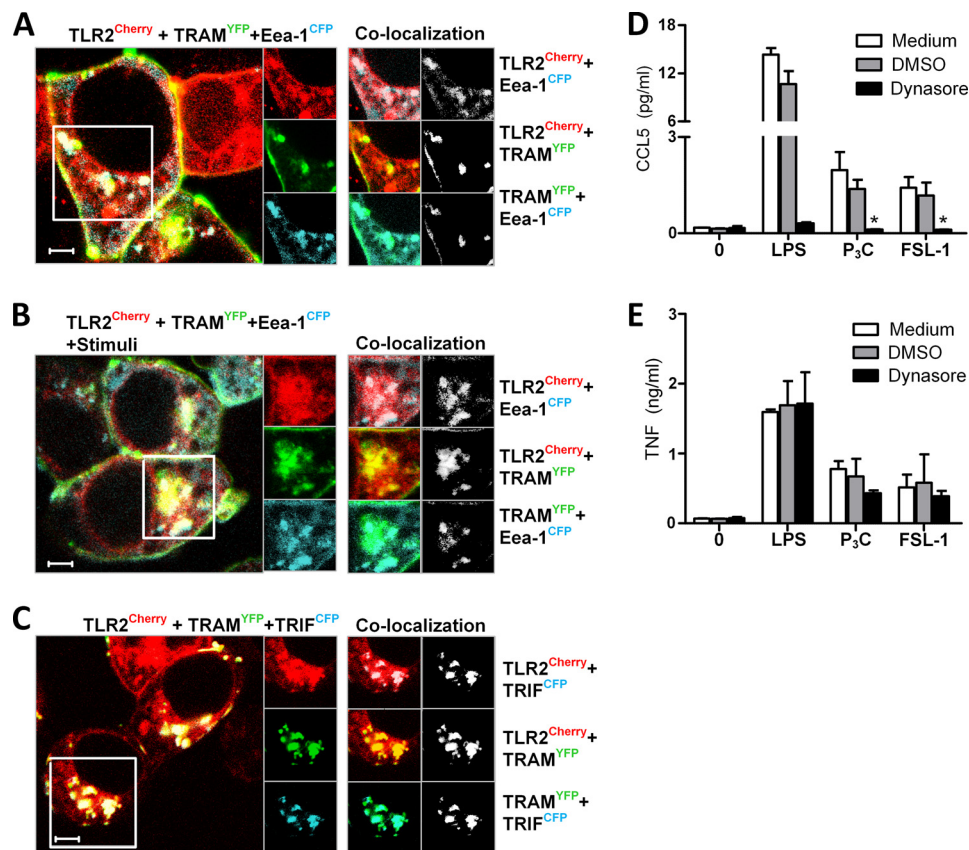 A
TLR2Cherry + TRAMYFP+Eea-1CFP
Co-localization
TLR2Cherry+
Eea-1CFP
TLR2Cherry+
TRAMYFP
TRAMYFP+
Eea-1CFP
B
TLR2Cherry + TRAMYFP+Eea-1CFP
+Stimuli
Co-localization
TLR2Cherry+
Eea-1CFP
TLR2Cherry+
TRAMYFP
TRAMYFP+
Eea-1CFP
C
TLR2Cherry + TRAMYFP+TRIFCFP
Co-localization
TLR2Cherry+
TRIFCFP
TLR2Cherry+
TRAMYFP
TRAMYFP+
TRIFCFP
D
Medium
DMSO
Dynasore
CCL5 (pg/ml)
18
12
6
3
0
* *
0 LPS P3C FSL-1
E
Medium
DMSO
Dynasore
TNF (ng/ml)
3
2
1
0
0 LPS P3C FSL-1